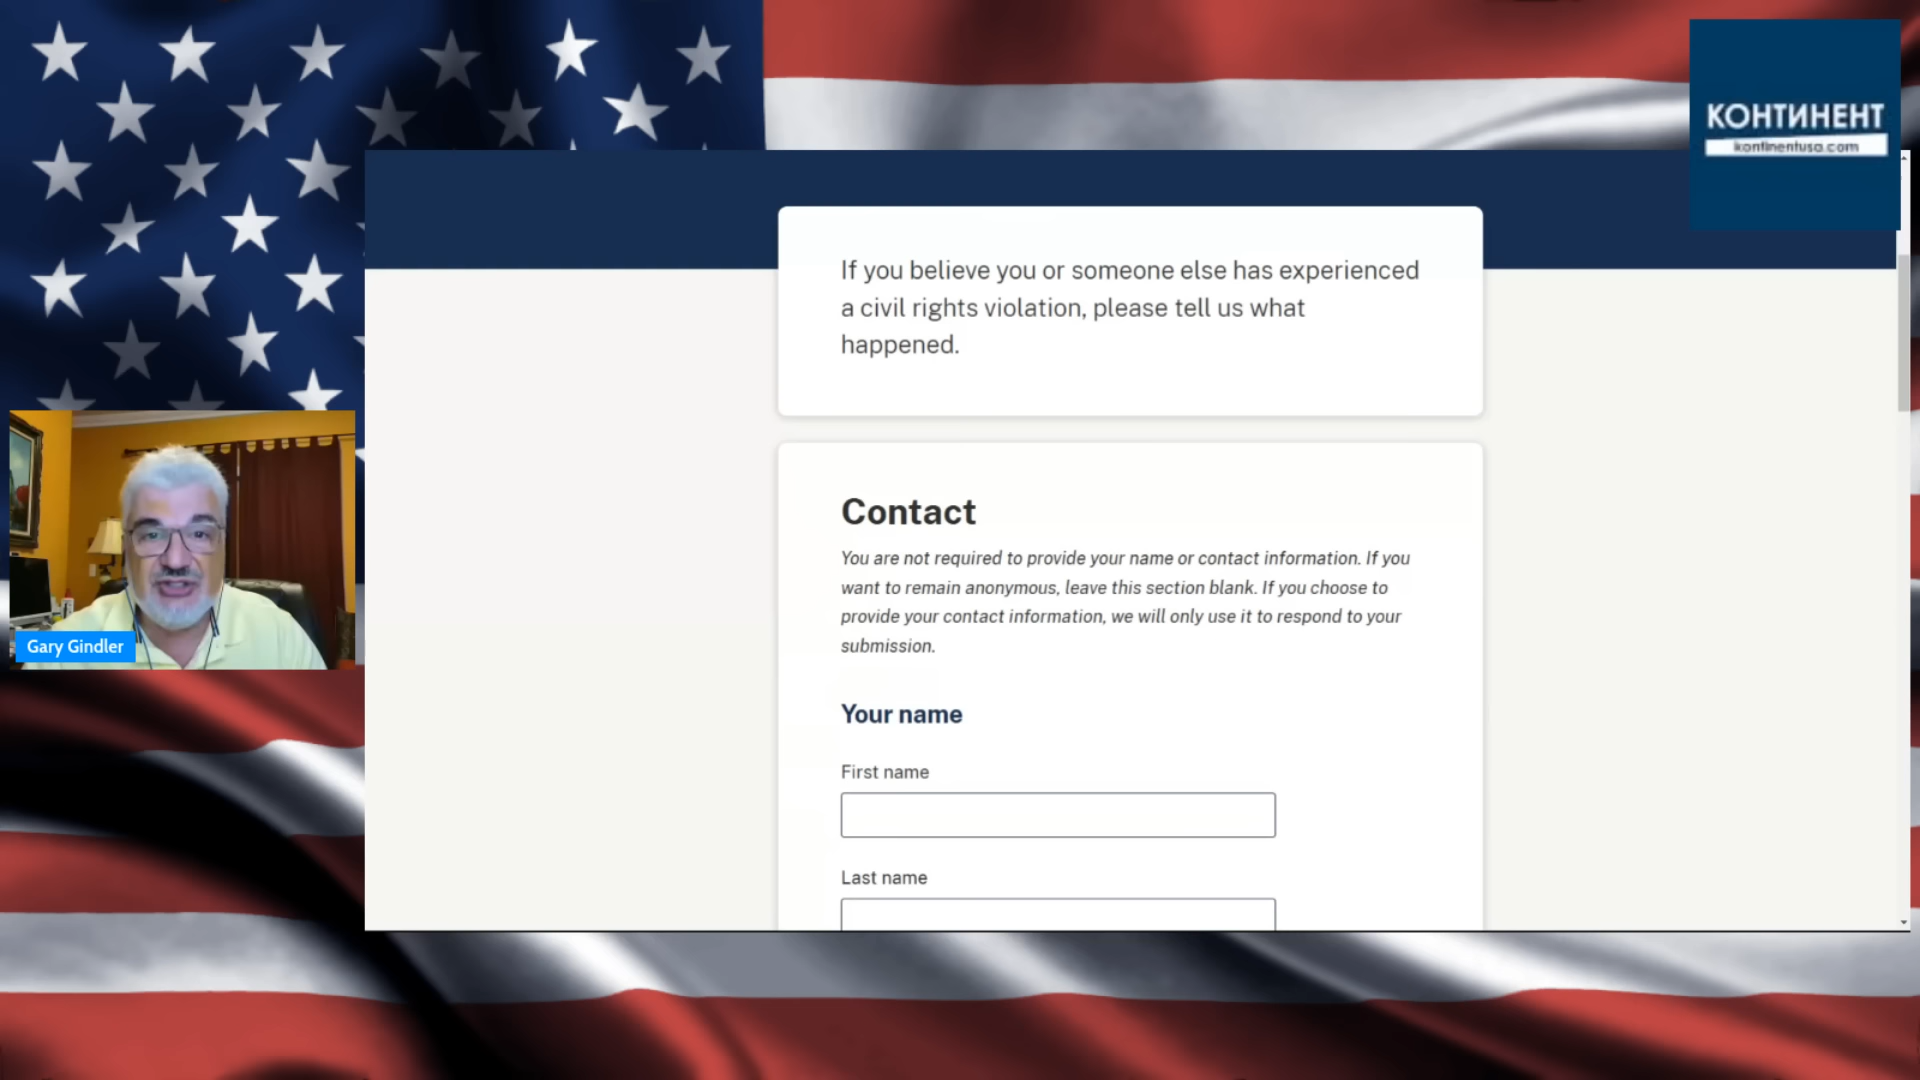 КОНТИНЕНТ
kontinentusa.com
If you believe you or someone else has experienced
a civil rights violation, please tell us what
happened.
Contact
You are not required to provide your name or contact information. If you
want to remain anonymous, leave this section blank. If you choose to
provide your contact information, we will only use it to respond to your
submission.
Your name
First name
Last name
Gary Gindler